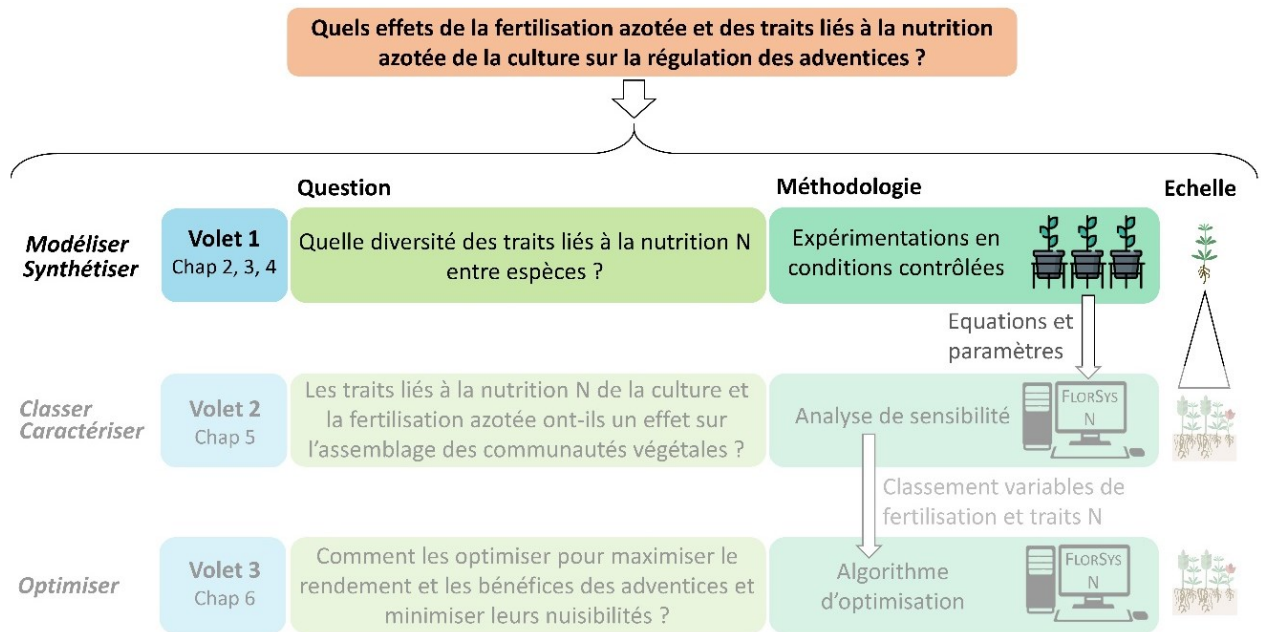 Quels effets de la fertilisation azotée et des traits liés à la nutrition
azotée de la culture sur la régulation des adventices ?
Question
Méthodologie
Echelle
Modéliser
Synthétiser
Volet 1
Chap 2, 3, 4
Quelle diversité des traits liés à la nutrition N
entre espèces ?
Expérimentations en
conditions contrôlées
Equations et
paramètres
Classer
Caractériser
Volet 2
Chap 5
Les traits liés à la nutrition N de la culture et
la fertilisation azotée ont-ils un effet sur
l'assemblage des communautés végétales ?
Analyse de sensibilité
FLORSYS
N
Classement variables de
fertilisation et traits N
Optimiser
Volet 3
Chap 6
Comment les optimiser pour maximiser le
rendement et les bénéfices des adventices et
minimiser leurs nuisibilités ?
Algorithme
d'optimisation
FLORSYS
N